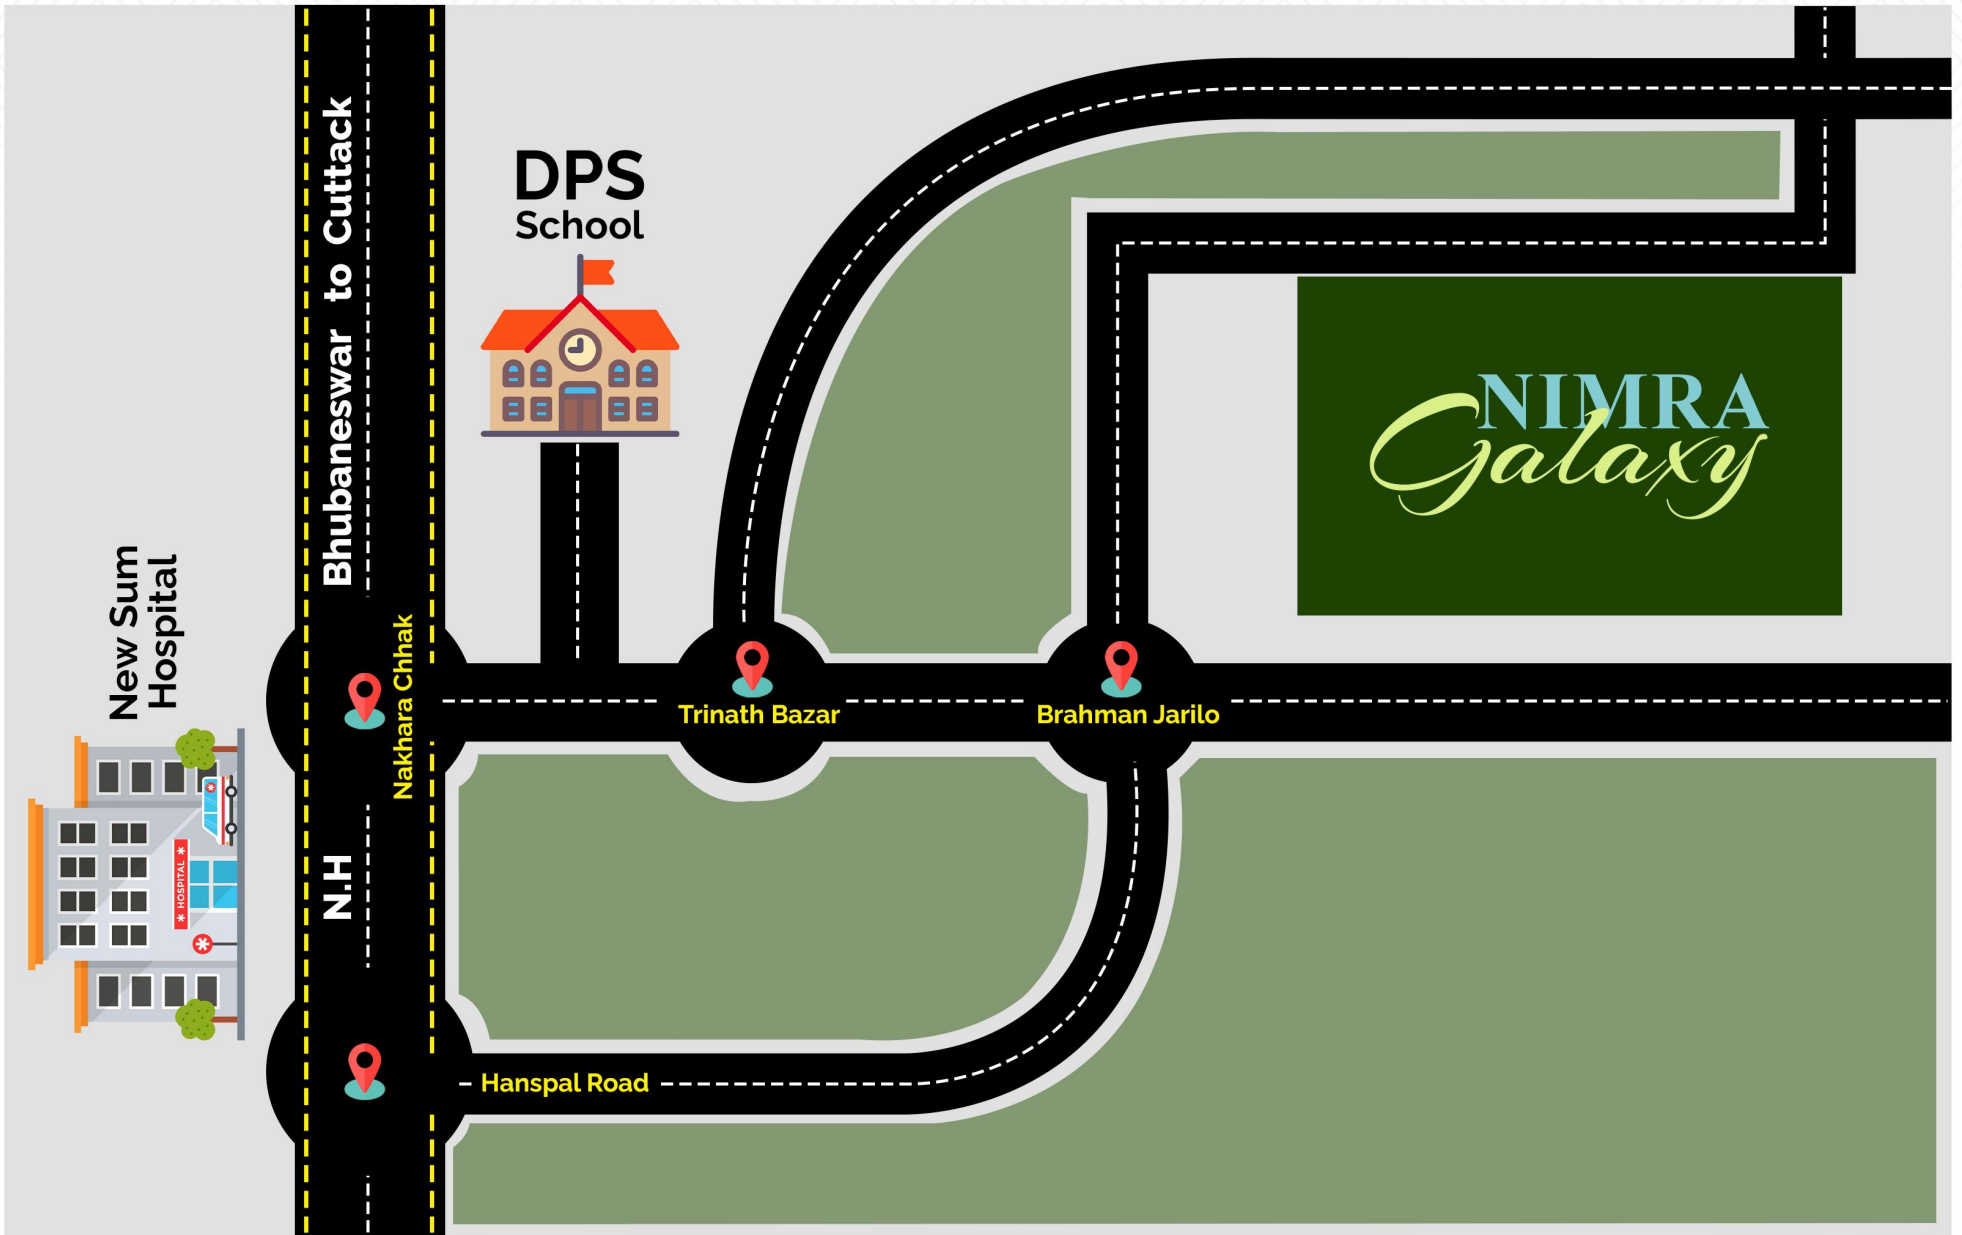 DPS
School
Bhubaneswar to Cuttack
NIMRA
Galaxy
New Sum
Hospital
Nakhara Chhak
Trinath Bazar
Brahman Jarilo
N.H
HOSPITAL
Hanspal Road